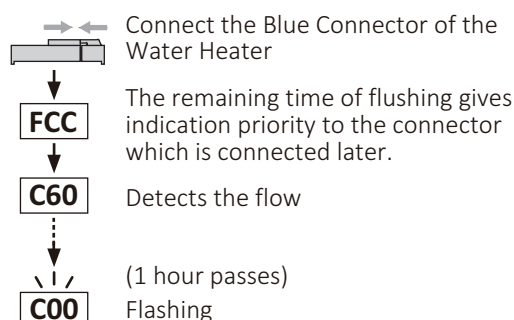 Connect the Blue Connector of the
Water Heater
FCC
The remaining time of flushing gives
indication priority to the connector
which is connected later.
C60
Detects the flow
(1 hour passes)
C00
Flashing